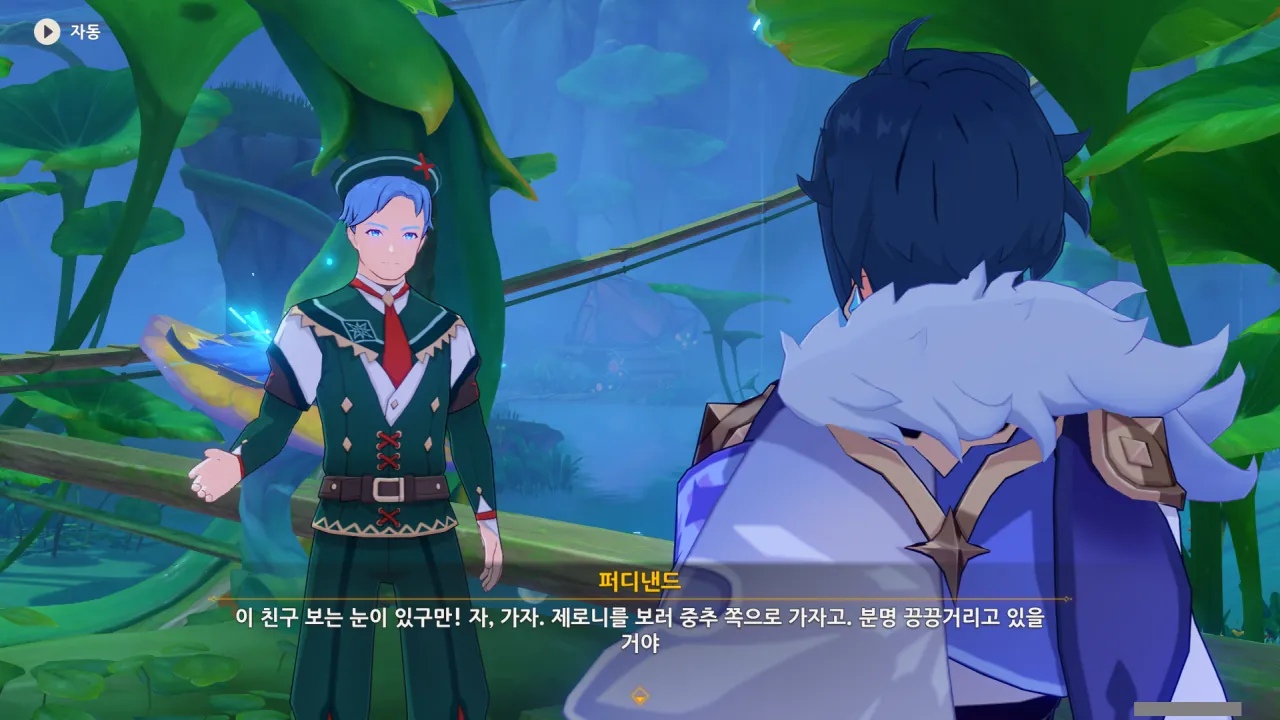 자동
퍼디낸드
이 친구 보는 눈이 있구만! 자, 가자. 제로니를 보러 중추 쪽으로 가자고. 분명 끙끙거리고 있을
거야